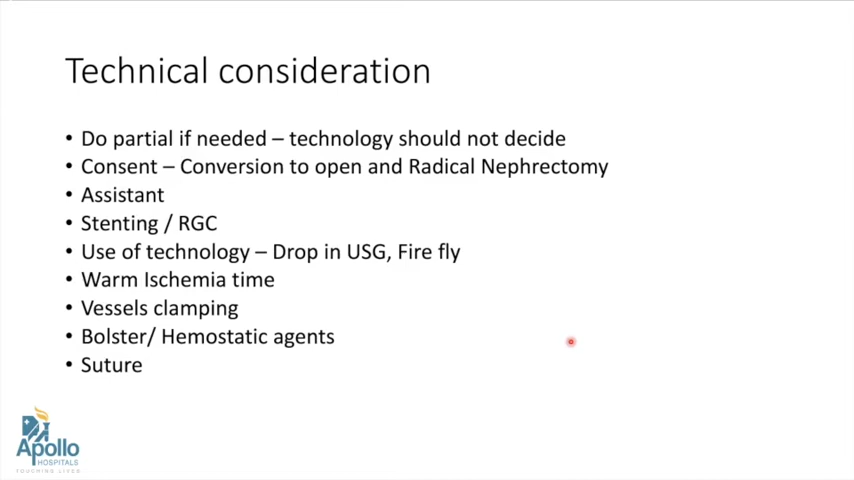 Technical consideration
• Do partial if needed – technology should not decide
• Consent – Conversion to open and Radical Nephrectomy
• Assistant
• Stenting / RGC
• Use of technology – Drop in USG, Fire fly
• Warm Ischemia time
• Vessels clamping
• Bolster/ Hemostatic agents
• Suture
Apollo
HOSPITALS
TOUCHING LIVES